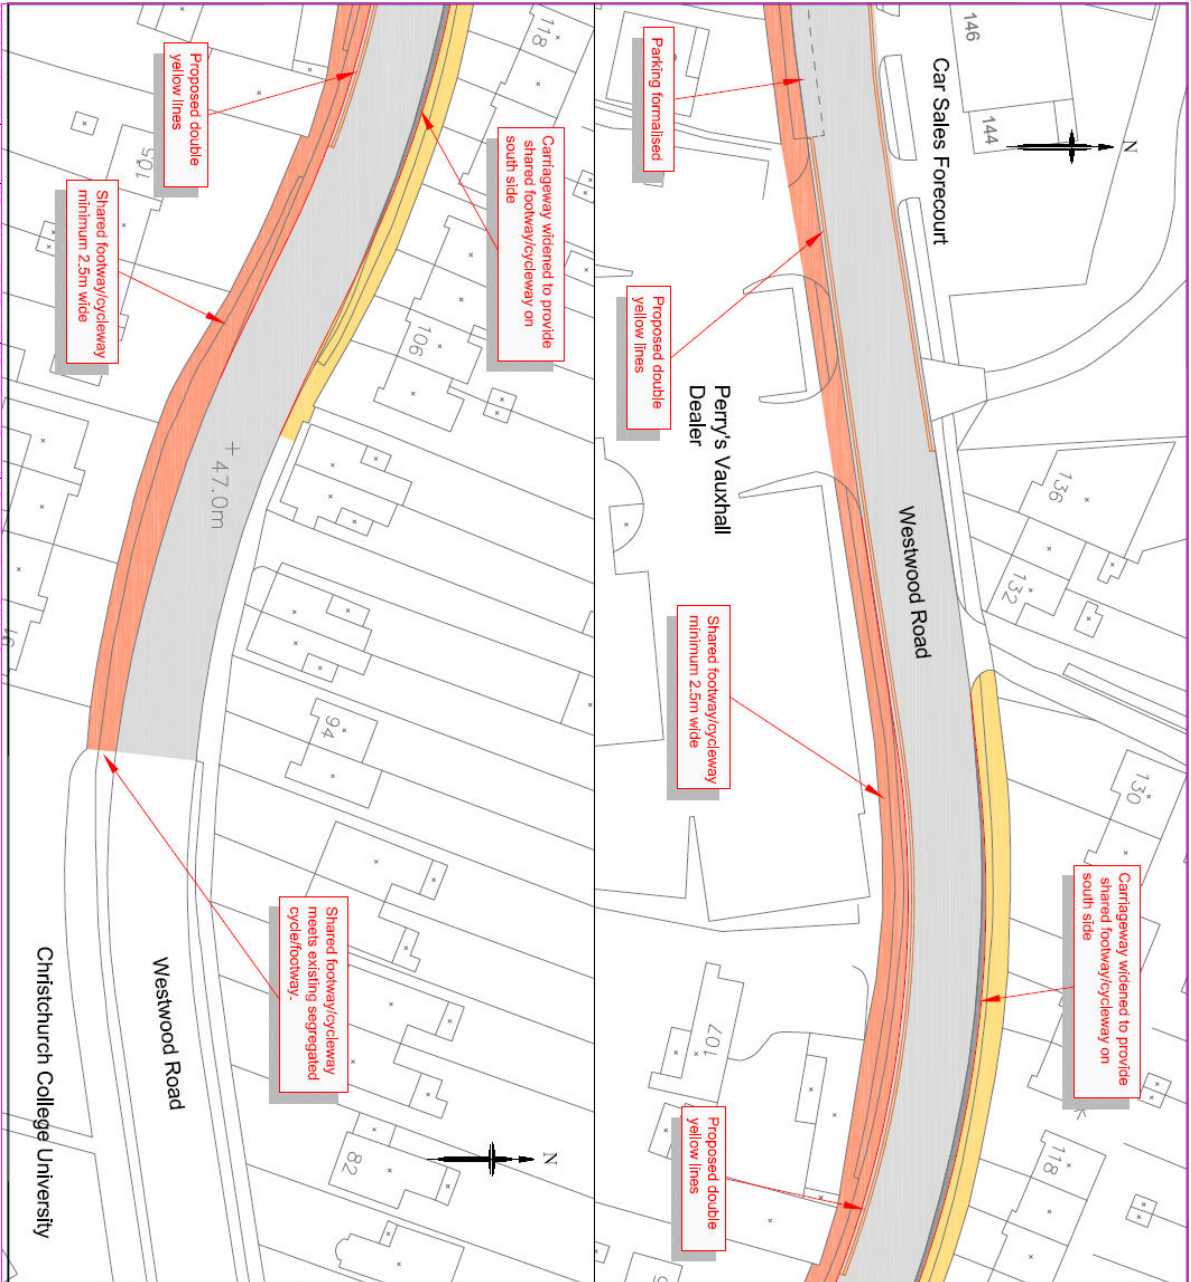 146
144
N
Car Sales Forecourt
136
132
130
Carriageway widened to provide
shared footway/cycleway on
south side
118
Westwood Road
Parking formalised
Proposed double
yellow lines
Perry's Vauxhall
Dealer
Shared footway/cycleway
minimum 2.5m wide
107
Proposed double
yellow lines
118
Carriageway widened to provide
shared footway/cycleway on
south side
106
94
82
N
Proposed double
yellow lines
105
Shared footway/cycleway
minimum 2.5m wide
47.0m
Shared footway/cycleway
meets existing segregated
cycle/footway.
Westwood Road
Christchurch College University